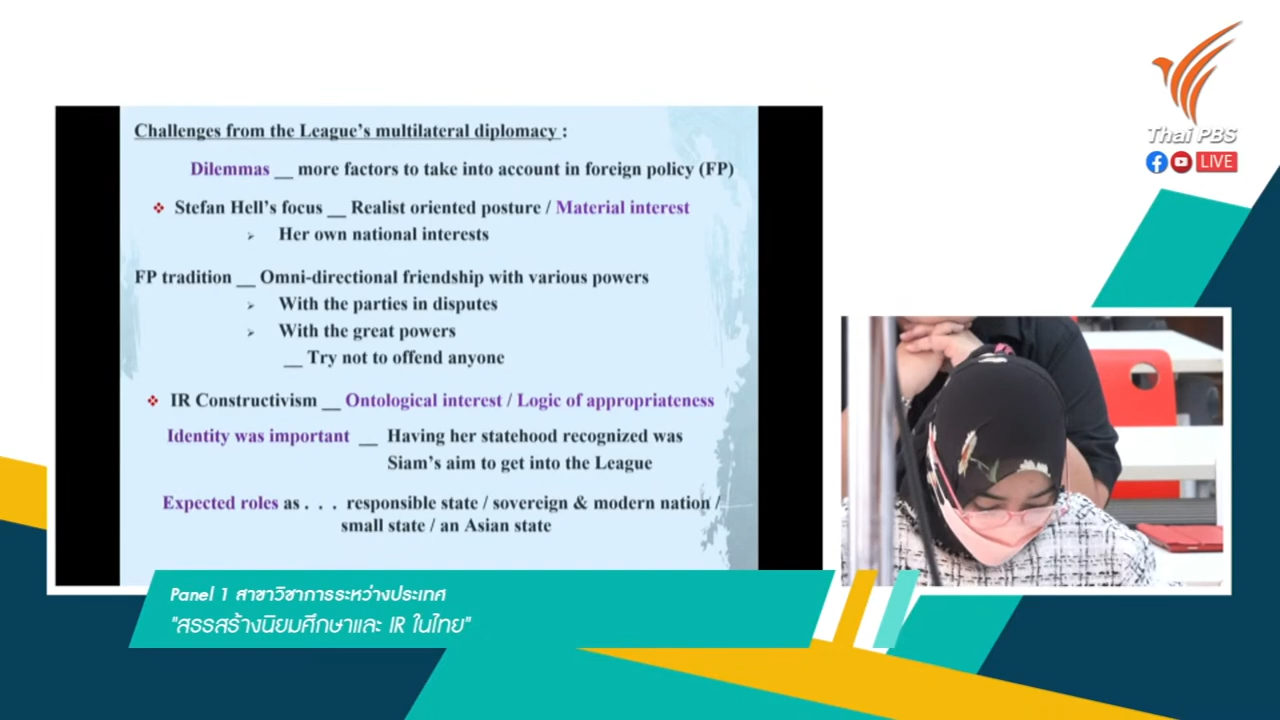 Challenges from the League's multilateral diplomacy :
Dilemmas __ more factors to take into account in foreign policy (FP)
Stefan Hell's focus __ Realist oriented posture / Material interest
Her own national interests
FP tradition __ Omni-directional friendship with various powers
With the parties in disputes
With the great powers
__ Try not to offend anyone
IR Constructivism __ Ontological interest / Logic of appropriateness
Identity was important __ Having her statehood recognized was
Siam's aim to get into the League
Expected roles as . . . responsible state / sovereign & modern nation /
small state / an Asian state
Thai PBS
LIVE
Panel 1 สาขาวิชาการระหว่างประเทศ
"สรรสร้างนิยมศึกษาและ IR ในไทย"